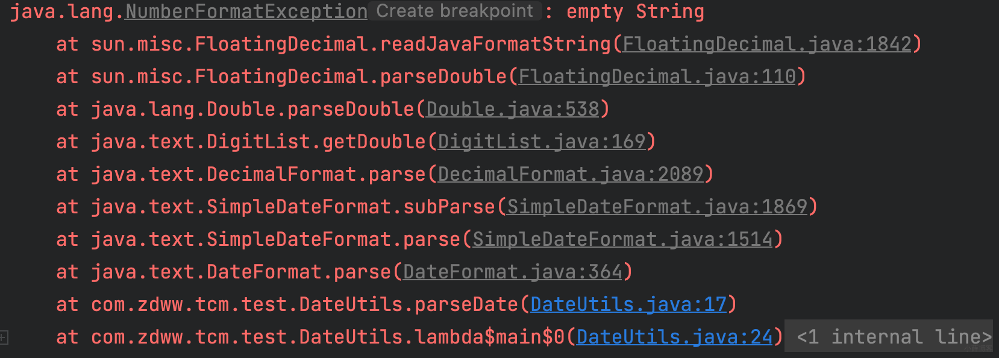 java.lang.NumberFormatException Create breakpoint : empty String
at sun.misc.FloatingDecimal.readJavaFormatString(FloatingDecimal.java:1842)
at sun.misc.FloatingDecimal.parseDouble(FloatingDecimal.java:110)
at java.lang.Double.parseDouble(Double.java:538)
at java.text.DigitList.getDouble(DigitList.java:169)
at java.text.DecimalFormat.parse(DecimalFormat.java:2089)
at java.text.SimpleDateFormat.subParse(SimpleDateFormat.java:1869)
at java.text.SimpleDateFormat.parse(SimpleDateFormat.java:1514)
at java.text.DateFormat.parse(DateFormat.java:364)
at com.zdww.tcm.test.DateUtils.parseDate(DateUtils.java:17)
at com.zdww.tcm.test.DateUtils.lambda$main$0(DateUtils.java:24) <1 internal line>